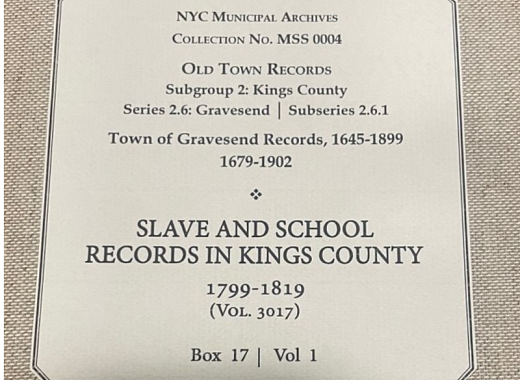 NYC Municipal Archives
Collection No. MSS 0004
Old Town Records
Subgroup 2: Kings County
Series 2.6: Gravesend | Subseries 2.6.1
Town of Gravesend Records, 1645-1899
1679-1902
SLAVE AND SCHOOL
RECORDS IN KINGS COUNTY
1799-1819
(Vol. 3017)
Box 17 | Vol 1